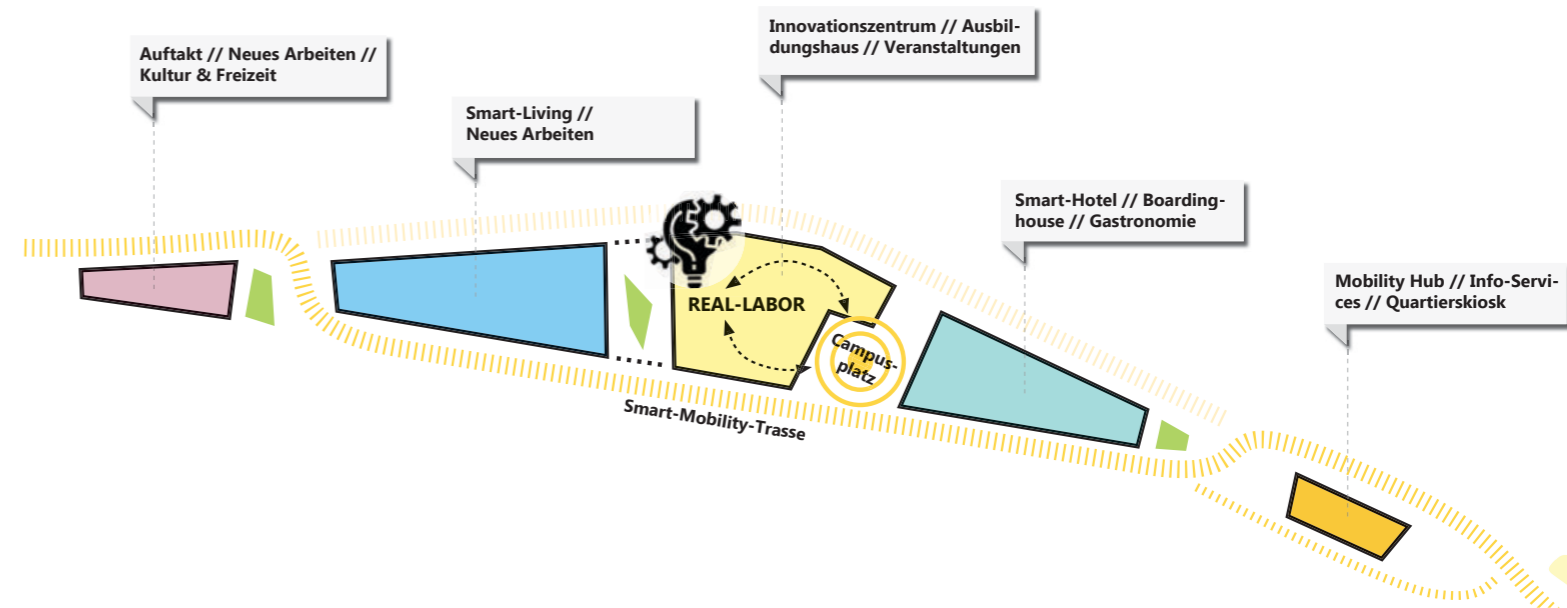 Auftakt // Neues Arbeiten //
Kultur & Freizeit
Smart-Living //
Neues Arbeiten
Innovationszentrum // Ausbil-
dungshaus // Veranstaltungen
Smart-Hotel // Boarding-
house // Gastronomie
Mobility Hub // Info-Servi-
ces // Quartierskiosk
REAL-LABOR
Campus-
platz
Smart-Mobility-Trasse